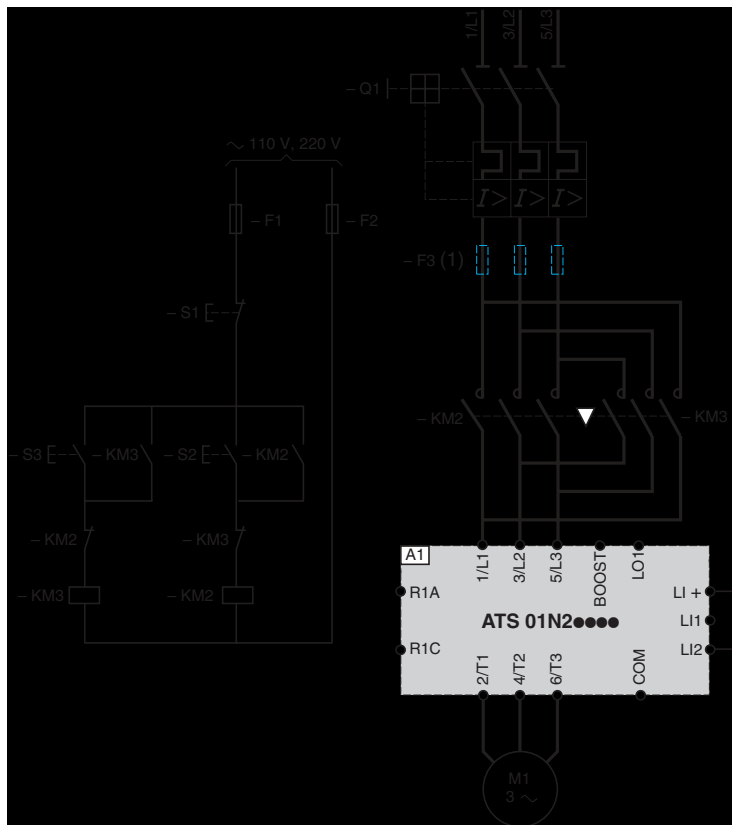 1/L1
3/L2
5/L3
– Q1
110 V, 220 V
I> I> I>
– F1
– F2
– F3 (1)
– S1
– KM2
– KM3
– S3
– KM3
– S2
– KM2
– KM2
– KM3
– KM3
– KM2
A1
1/L1
3/L2
5/L3
BOOST
LO1
R1A
LI +
ATS 01N2●●●●
LI1
R1C
LI2
2/T1
4/T2
6/T3
COM
M1
3